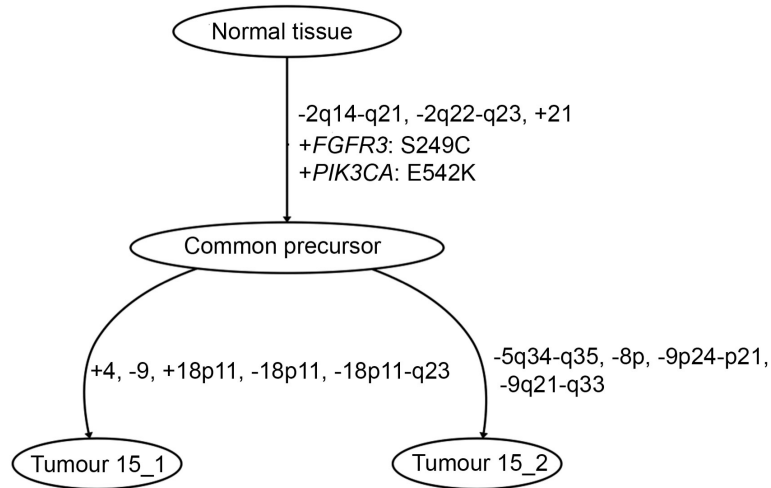 Normal tissue
-2q14-q21, -2q22-q23, +21
+FGFR3: S249C
+PIK3CA: E542K
Common precursor
+4, -9, +18p11, -18p11, -18p11-q23
-5q34-q35, -8p, -9p24-p21,
-9q21-q33
Tumour 15_1
Tumour 15_2